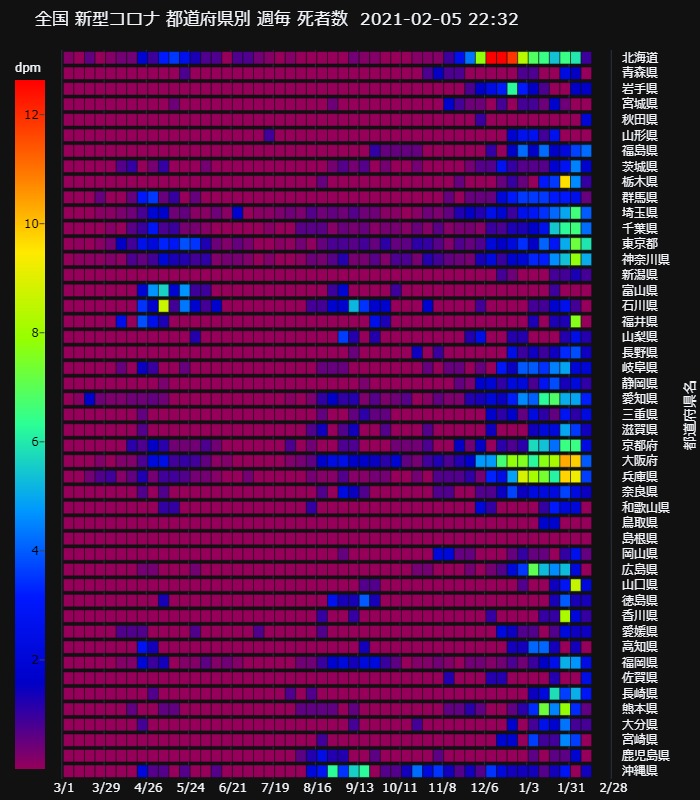 全国 新型コロナ 都道府県別 週毎 死者数 2021-02-05 22:32
dpm
12
10
8
6
4
2
北海道
青森県
岩手県
宮城県
秋田県
山形県
福島県
茨城県
栃木県
群馬県
埼玉県
千葉県
東京都
神奈川県
新潟県
富山県
石川県
福井県
山梨県
長野県
岐阜県
静岡県
愛知県
三重県
滋賀県
京都府
大阪府
兵庫県
奈良県
和歌山県
鳥取県
島根県
岡山県
広島県
山口県
徳島県
香川県
愛媛県
高知県
福岡県
佐賀県
長崎県
熊本県
大分県
宮崎県
鹿児島県
沖縄県
都道府県名
3/1 3/29 4/26 5/24 6/21 7/19 8/16 9/13 10/11 11/8 12/6 1/3 1/31 2/28